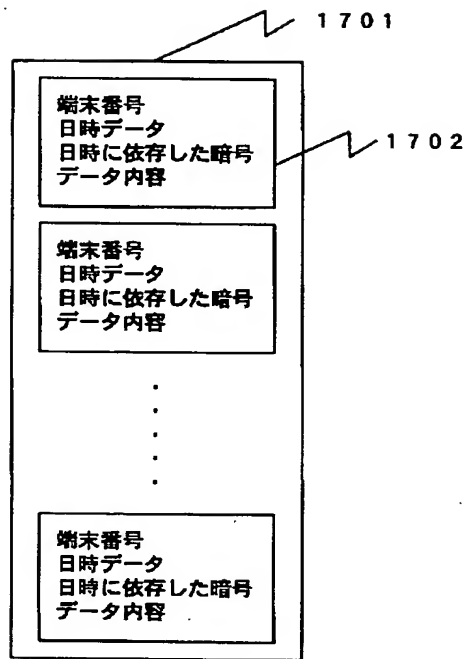 1701
端末番号
日時データ
日時に依存した暗号
データ内容
1702
端末番号
日時データ
日時に依存した暗号
データ内容
端末番号
日時データ
日時に依存した暗号
データ内容